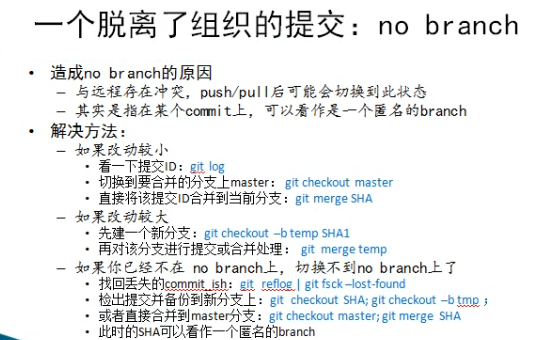 一个脱离了组织的提交：no branch
• 造成no branch的原因
– 与远程存在冲突，push/pull后可能会切换到此状态
– 其实是指在某个commit上，可以看作是一个匿名的branch
• 解决方法：
– 如果改动较小
• 看一下提交ID：git log
• 切换到要合并的分支上master：git checkout master
• 直接将该提交ID合并到当前分支：git merge SHA
– 如果改动较大
• 先建一个新分支：git checkout –b temp SHA1
• 再对该分支进行提交或合并处理： git merge temp
– 如果你已经不在 no branch上，切换不到no branch上了
• 找回丢失的commit_ish：git reflog | git fsck –lost-found
• 检出提交并备份到新分支上：git checkout SHA; git checkout –b tmp ；
• 或者直接合并到master分支：git checkout master; git merge SHA
• 此时的SHA可以看作一个匿名的branch